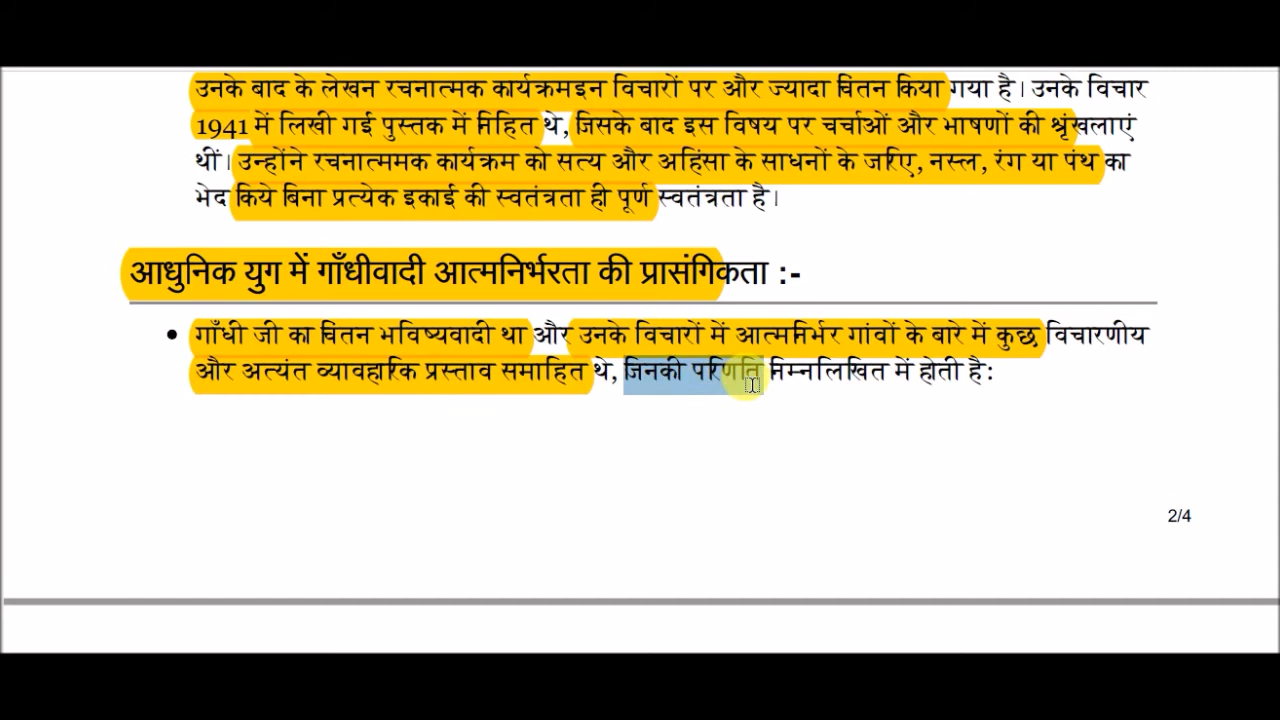 उनके बाद के लेखन रचनात्मक कार्यक्रमइन विचारों पर और ज्यादा चिंतन किया गया है। उनके विचार
1941 में लिखी गई पुस्तक में निहित थे, जिसके बाद इस विषय पर चर्चाओं और भाषणों की श्रृंखलाएं
थीं। उन्होंने रचनात्ममक कार्यक्रम को सत्य और अहिंसा के साधनों के जरिए, नस्ल, रंग या पंथ का
भेद किये बिना प्रत्येक इकाई की स्वतंत्रता ही पूर्ण स्वतंत्रता है।
आधुनिक युग में गाँधीवादी आत्मनिर्भरता की प्रासंगिकता :-
• गाँधी जी का चिंतन भविष्यवादी था और उनके विचारों में आत्मनिर्भर गांवों के बारे में कुछ विचारणीय
और अत्यंत व्यावहारिक प्रस्ताव समाहित थे, जिनकी परिणति निम्नलिखित में होती है:
2/4